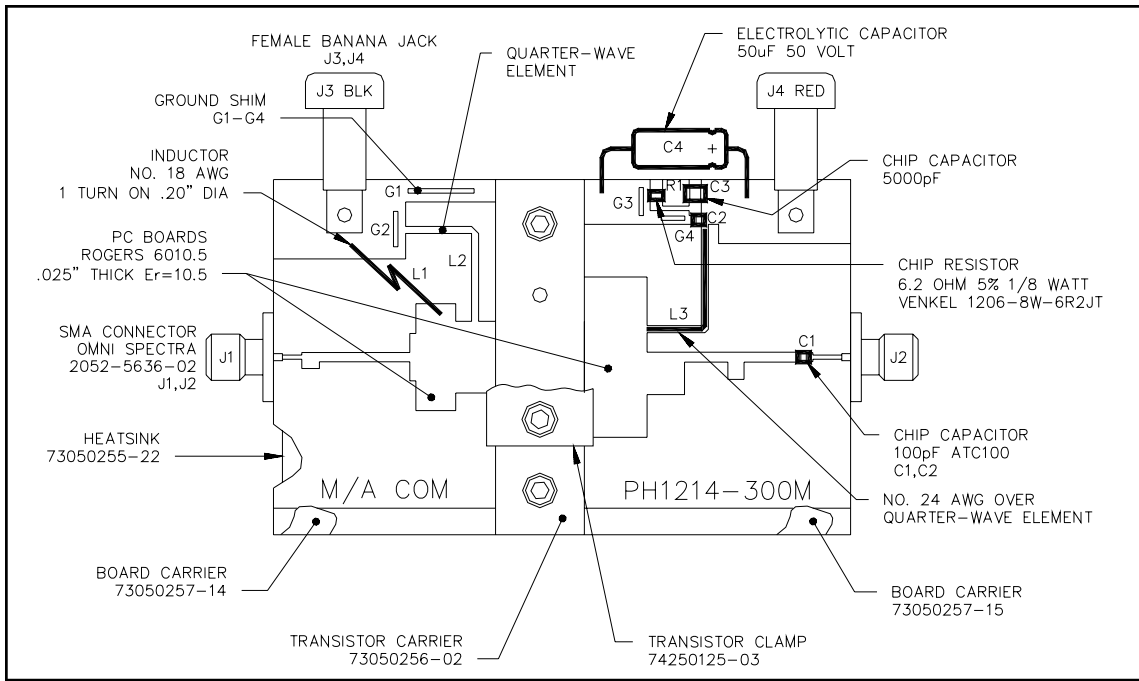 FEMALE BANANA JACK
J3,J4
QUARTER-WAVE
ELEMENT
ELECTROLYTIC CAPACITOR
50uF 50 VOLT
GROUND SHIM
G1-G4
J3 BLK
J4 RED
INDUCTOR
NO. 18 AWG
1 TURN ON .20" DIA
C4 +
CHIP CAPACITOR
5000pF
G1
R1
C3
G3
C2
G2
G4
PC BOARDS
ROGERS 6010.5
.025" THICK Er=10.5
L1
L2
CHIP RESISTOR
6.2 OHM 5% 1/8 WATT
VENKEL 1206-8W-6R2JT
L3
SMA CONNECTOR
OMNI SPECTRA
2052-5636-02
J1,J2
J1
C1
J2
HEATSINK
73050255-22
CHIP CAPACITOR
100pF ATC100
C1,C2
M/A COM
PH1214-300M
NO. 24 AWG OVER
QUARTER-WAVE ELEMENT
BOARD CARRIER
73050257-14
BOARD CARRIER
73050257-15
TRANSISTOR CARRIER
73050256-02
TRANSISTOR CLAMP
74250125-03